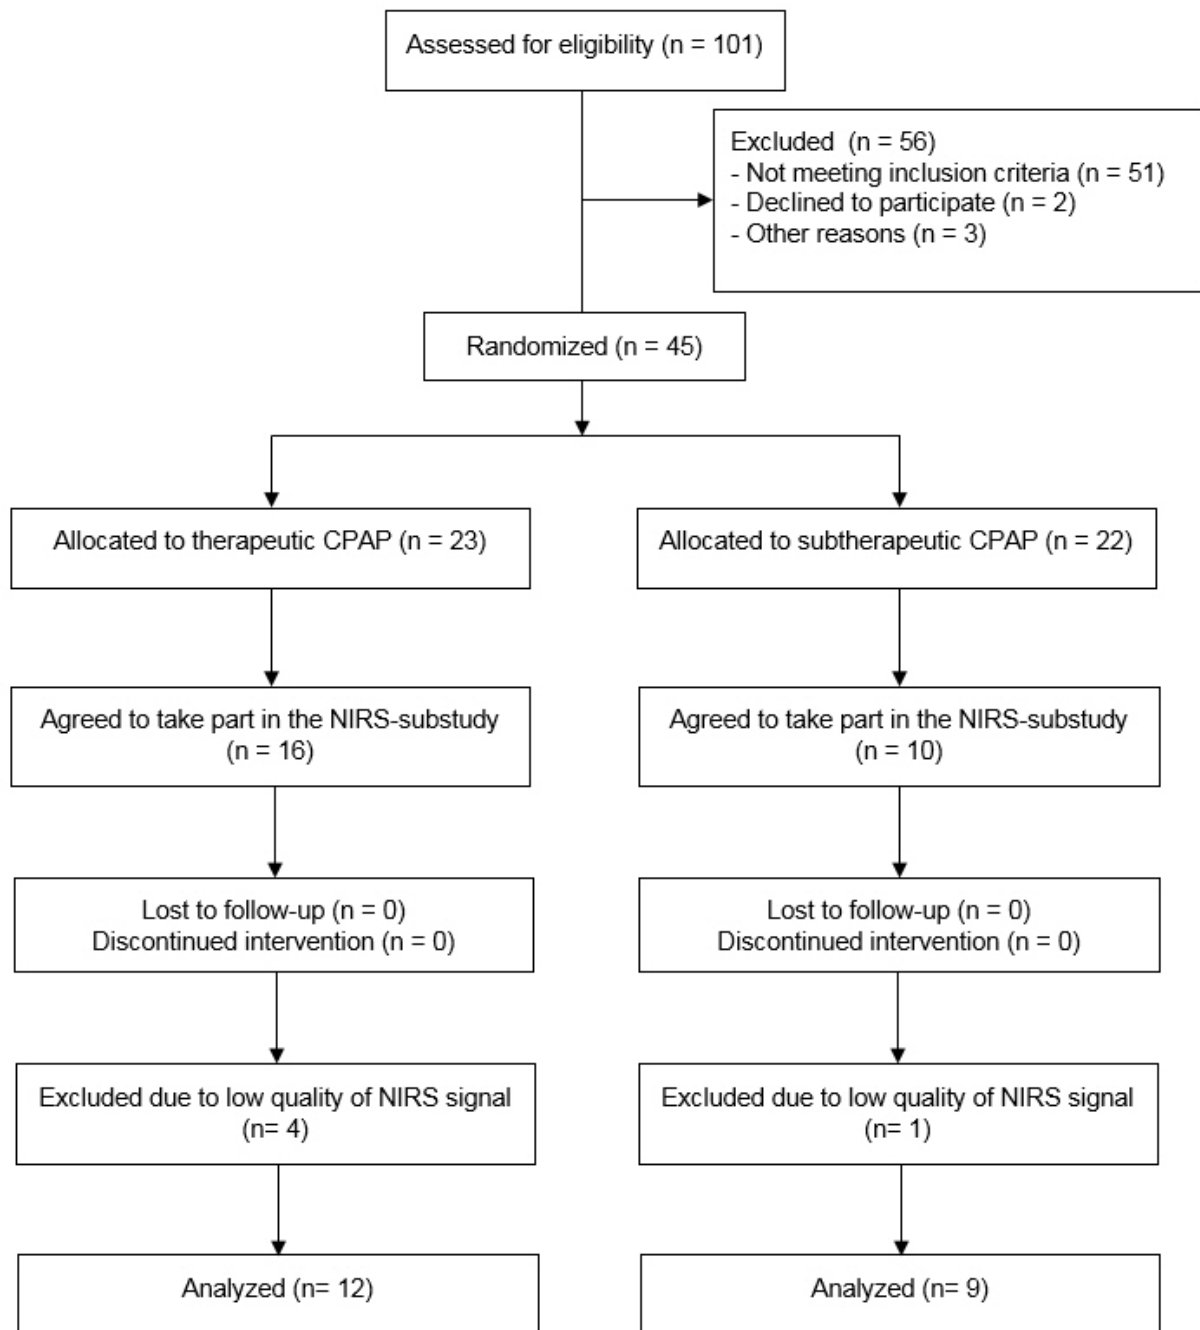 Assessed for eligibility (n = 101)
Excluded  (n = 56)
- Not meeting inclusion criteria (n = 51)
- Declined to participate (n = 2)
- Other reasons (n = 3)
Randomized (n = 45)
Allocated to therapeutic CPAP (n = 23)
Allocated to subtherapeutic CPAP (n = 22)
Agreed to take part in the NIRS-substudy
(n = 16)
Agreed to take part in the NIRS-substudy
(n = 10)
Lost to follow-up (n = 0)
Discontinued intervention (n = 0)
Lost to follow-up (n = 0)
Discontinued intervention (n = 0)
Excluded due to low quality of NIRS signal
(n= 4)
Excluded due to low quality of NIRS signal
(n= 1)
Analyzed (n= 12)
Analyzed (n= 9)